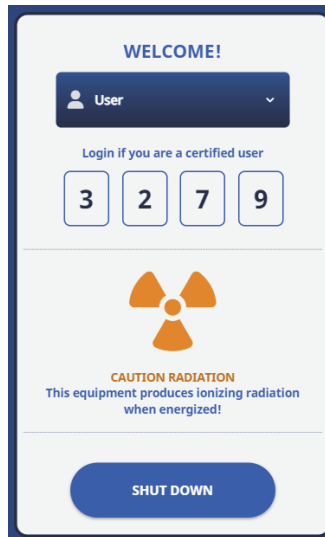 WELCOME!
User
Login if you are a certified user
3 2 7 9
CAUTION RADIATION
This equipment produces ionizing radiation
when energized!
SHUT DOWN